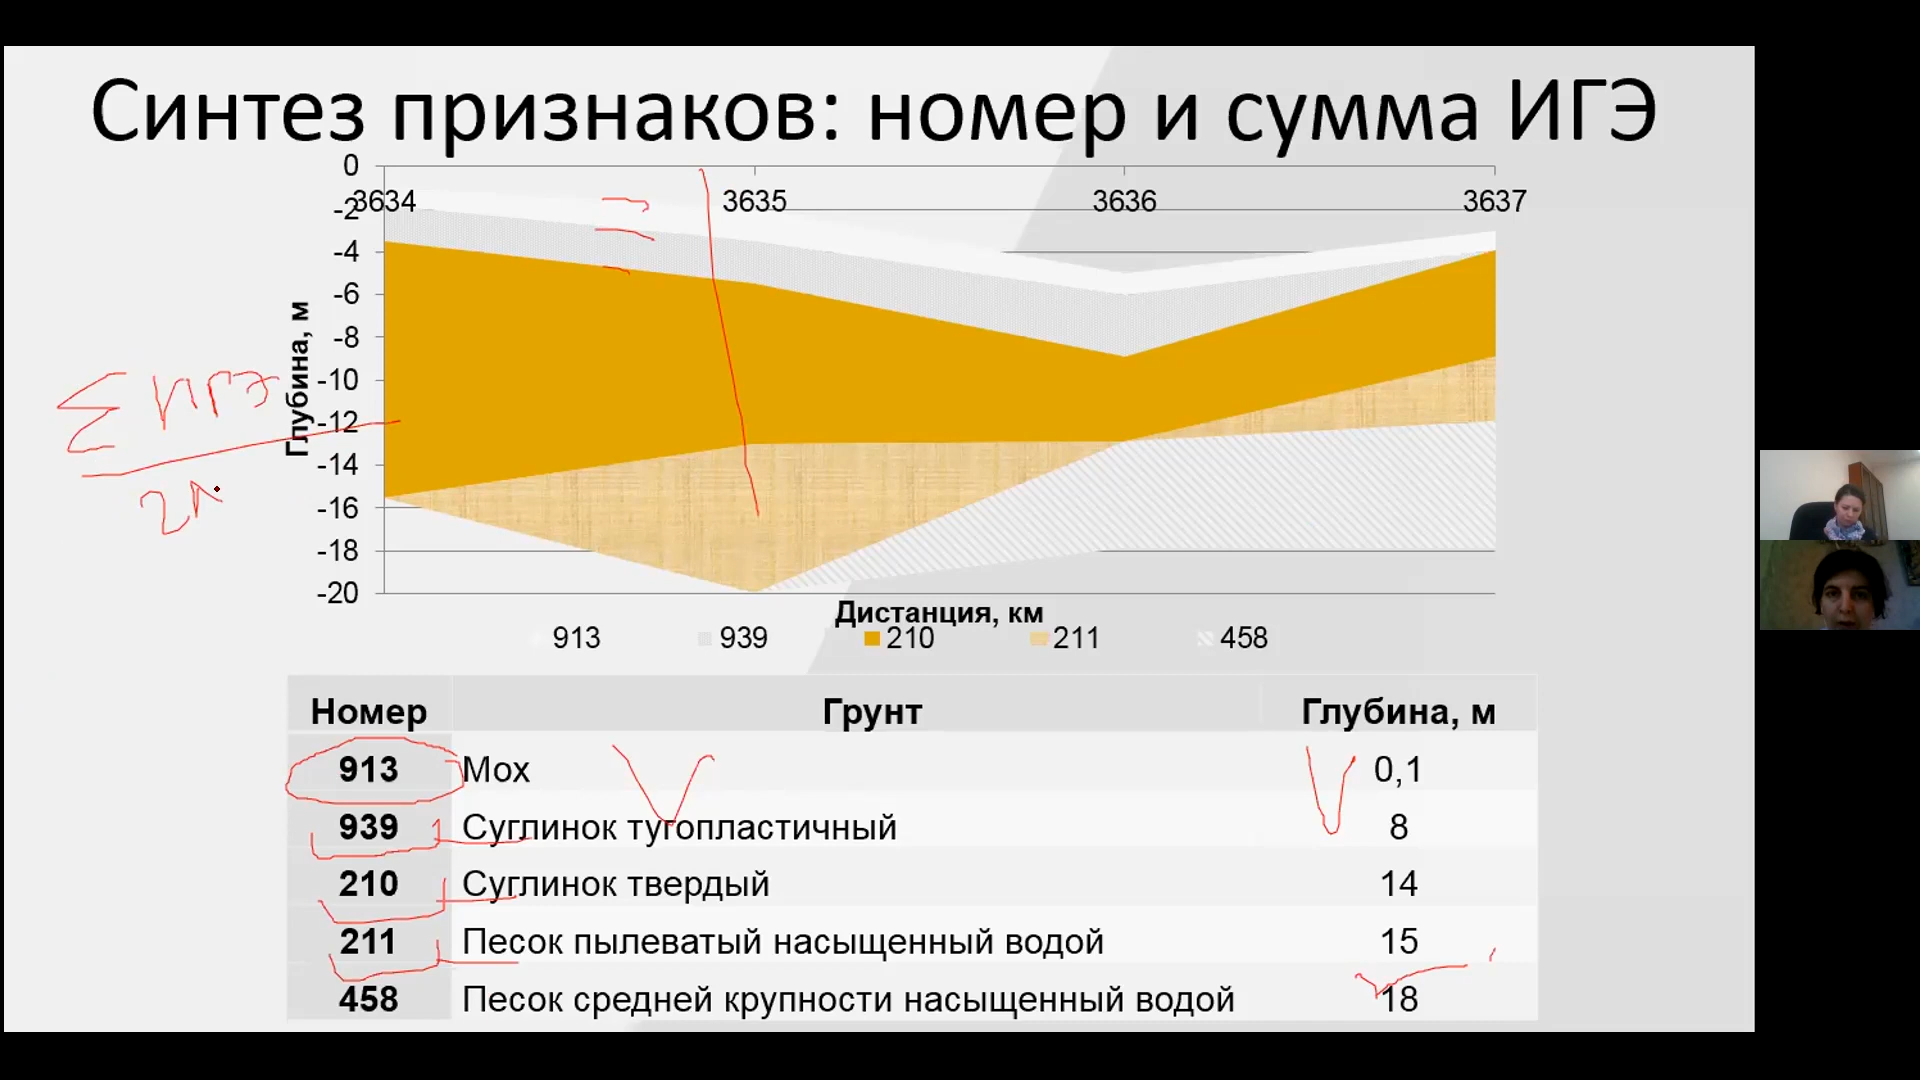 Синтез признаков: номер и сумма ИГЭ
0
3634 3635 3636 3637
-2
-4
-6
-8
-10
-12
-14
-16
-18
-20
Глубина, м
Σ ИГЭ
Дистанция, км
913 939 210 211 458
Номер Грунт Глубина, м
913 Мох 0,1
939 Суглинок тугопластичный 8
210 Суглинок твердый 14
211 Песок пылеватый насыщенный водой 15
458 Песок средней крупности насыщенный водой 18